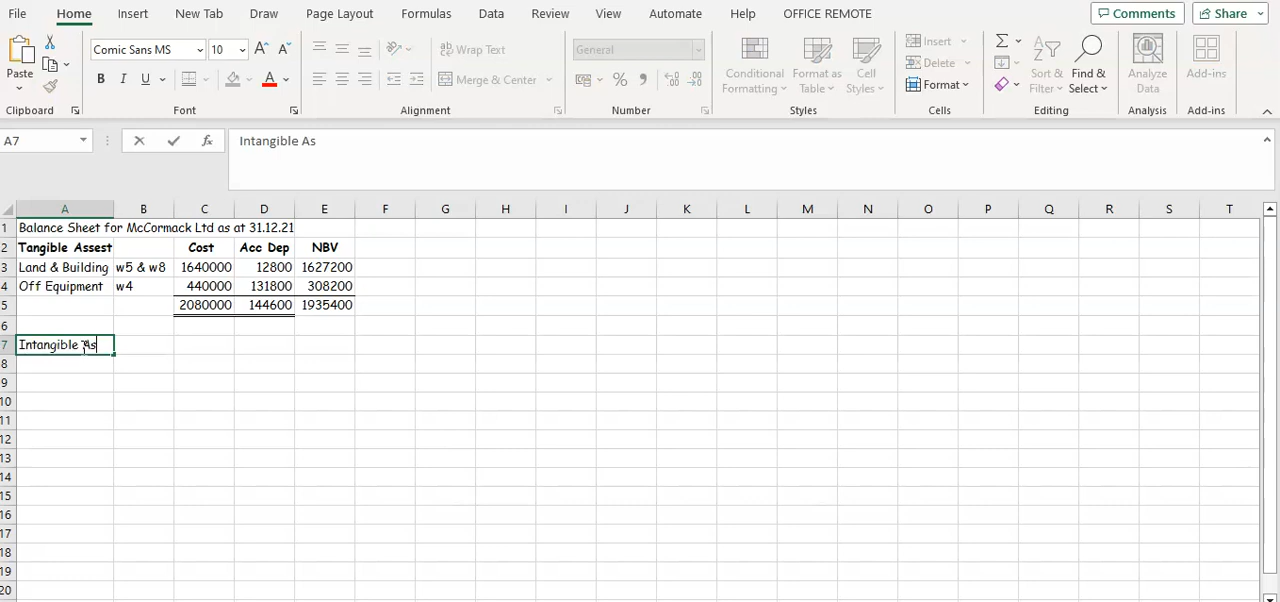 File Home Insert New Tab Draw Page Layout Formulas Data Review View Automate Help OFFICE REMOTE Comments Share
Comic Sans MS 10 Wrap Text General Insert
Paste B I U Merge & Center % Conditional Formatting Format as Table Cell Styles Delete Format Sort & Filter Find & Select Analyze Data Add-ins
Clipboard Font Alignment Number Styles Cells Editing Analysis Add-ins
A7 fx Intangible As
A B C D E F G H I J K L M N O P Q R S T
1 Balance Sheet for McCormack Ltd as at 31.12.21
2 Tangible Assest Cost Acc Dep NBV
3 Land & Building w5 & w8 1640000 12800 1627200
4 Off Equipment w4 440000 131800 308200
5 2080000 144600 1935400
6
7 Intangible As
8
9
10
11
12
13
14
15
16
17
18
19
20